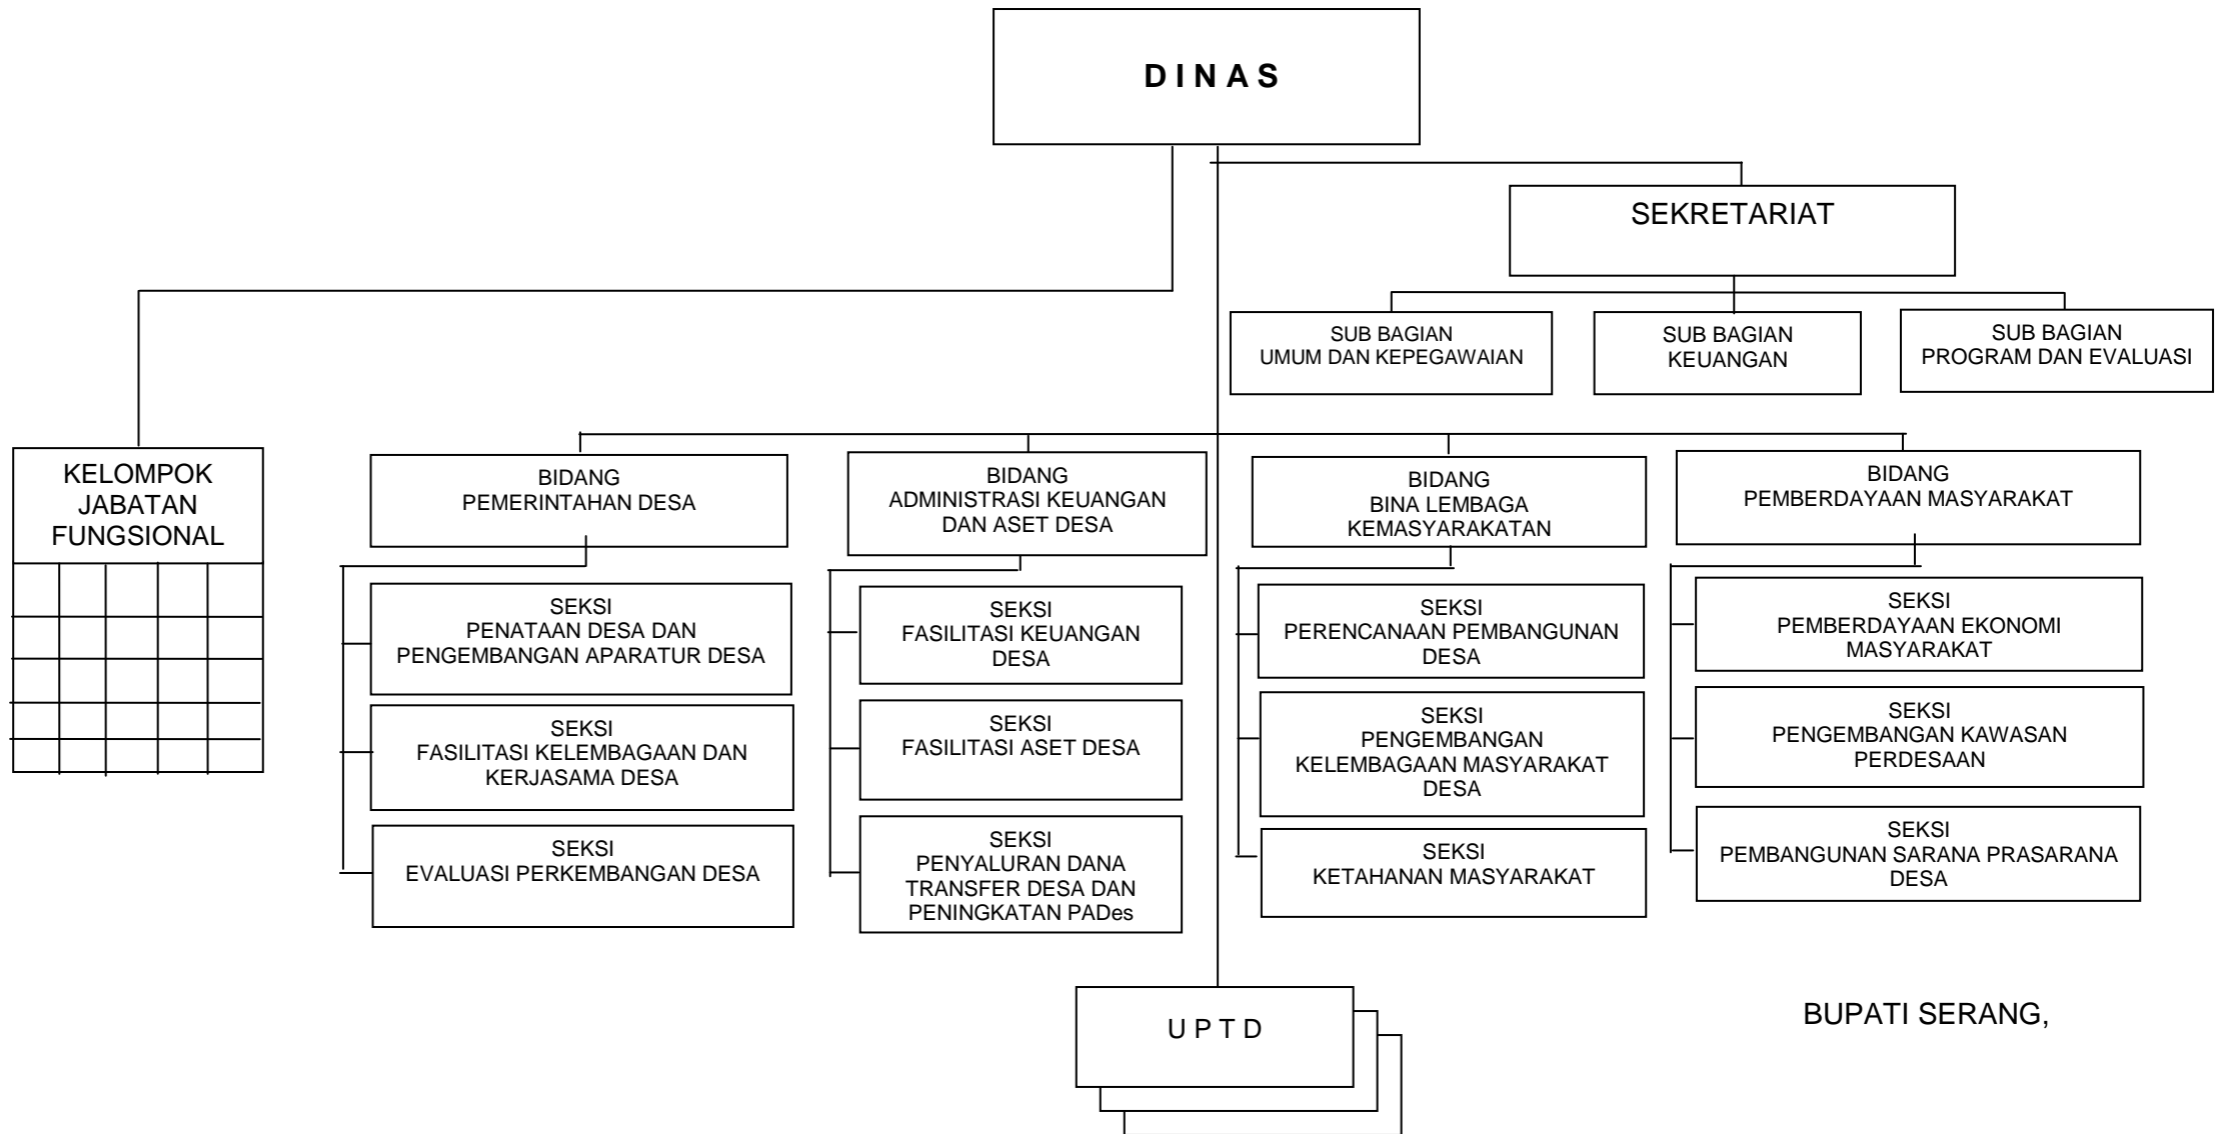 D I N A S
SEKRETARIAT
SUB BAGIAN
UMUM DAN KEPEGAWAIAN
SUB BAGIAN
KEUANGAN
SUB BAGIAN
PROGRAM DAN EVALUASI
KELOMPOK
JABATAN
FUNGSIONAL
BIDANG
PEMERINTAHAN DESA
BIDANG
ADMINISTRASI KEUANGAN
DAN ASET DESA
BIDANG
BINA LEMBAGA
KEMASYARAKATAN
BIDANG
PEMBERDAYAAN MASYARAKAT
SEKSI
PENATAAN DESA DAN
PENGEMBANGAN APARATUR DESA
SEKSI
FASILITASI KELEMBAGAAN DAN
KERJASAMA DESA
SEKSI
EVALUASI PERKEMBANGAN DESA
SEKSI
FASILITASI KEUANGAN
DESA
SEKSI
FASILITASI ASET DESA
SEKSI
PENYALURAN DANA
TRANSFER DESA DAN
PENINGKATAN PADes
SEKSI
PERENCANAAN PEMBANGUNAN
DESA
SEKSI
PENGEMBANGAN
KELEMBAGAAN MASYARAKAT
DESA
SEKSI
KETAHANAN MASYARAKAT
SEKSI
PEMBERDAYAAN EKONOMI
MASYARAKAT
SEKSI
PENGEMBANGAN KAWASAN
PERDESAAN
SEKSI
PEMBANGUNAN SARANA PRASARANA
DESA
U P T D
BUPATI SERANG,